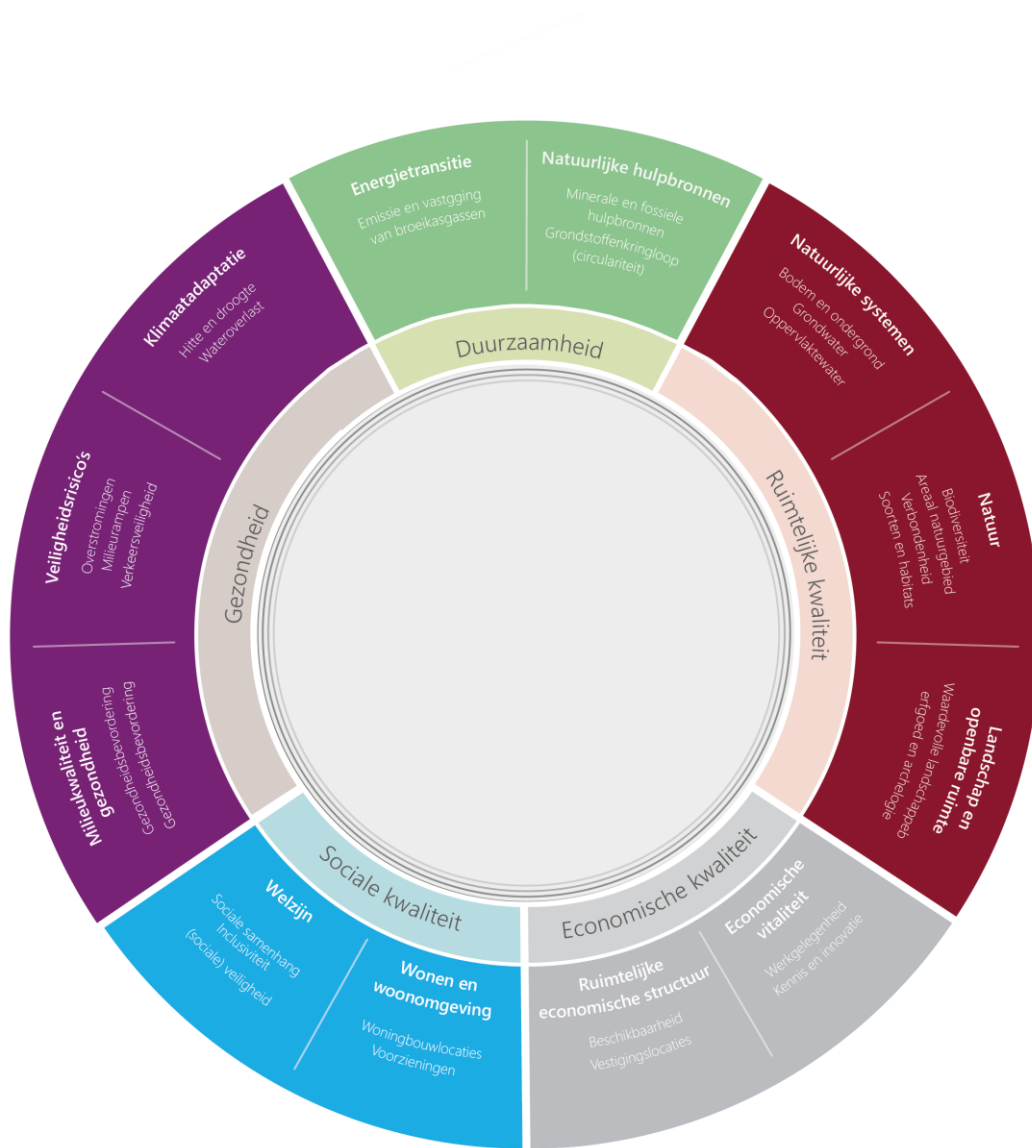 Energietransitie
Emissie en vastgging
van broeikasgassen
Natuurlijke hulpbronnen
Minerale en fossiele
hulpbronnen
Grondstoffenkringloop
(circulariteit)
Duurzaamheid
Natuurlijke systemen
Bodem en ondergrond
Grondwater
Oppervlaktewater
Natuur
Biodiversiteit
Areaal natuurgebied
Verbondenheid
Soorten en habitats
Landschap en
openbare ruimte
Waardevolle landschappeb
erfgoed en archelogie
Ruimtelijke kwaliteit
Economische
vitaliteit
Werkgelegenheid
Kennis en innovatie
Ruimtelijke
economische structuur
Beschikbaarheid
Vestigingslocaties
Economische kwaliteit
Wonen en
woonomgeving
Woningbouwlocaties
Voorzieningen
Welzijn
Sociale samenhang
Inclusiviteit
(sociale) veiligheid
Sociale kwaliteit
Milieukwaliteit en
gezondheid
Gezondheidsbevordering
Gezondheidsbevordering
Veiligheidsrisico's
Overstromingen
Milieurampen
Verkeersveiligheid
Klimaatadaptatie
Hitte en droogte
Wateroverlast
Gezondheid